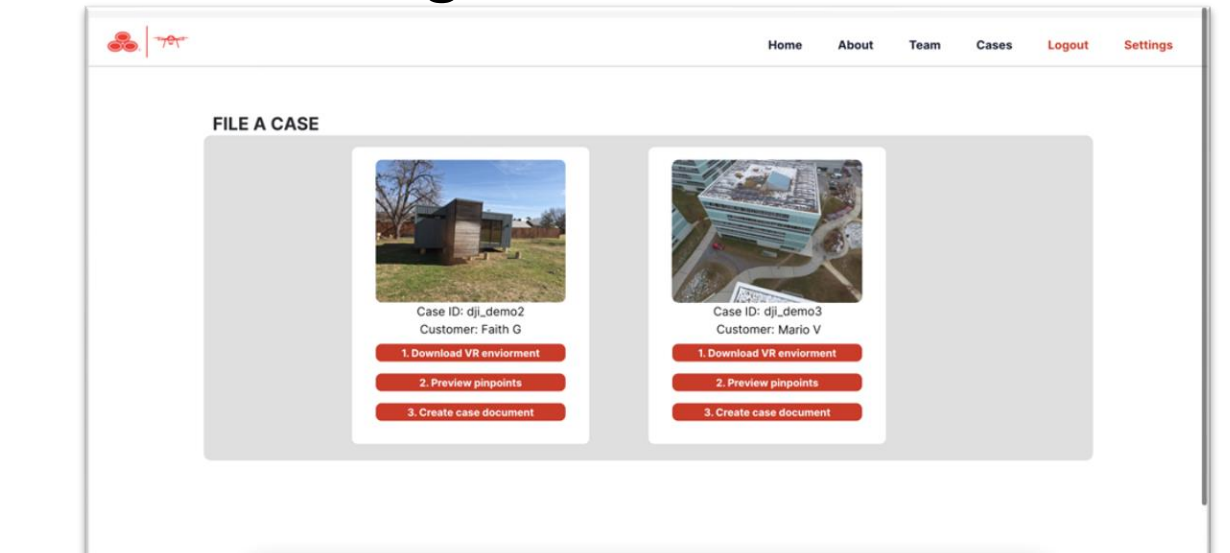 Home About Team Cases Logout Settings
FILE A CASE
Case ID: dji_demo2
Customer: Faith G
1. Download VR enviorment
2. Preview pinpoints
3. Create case document
Case ID: dji_demo3
Customer: Mario V
1. Download VR enviorment
2. Preview pinpoints
3. Create case document